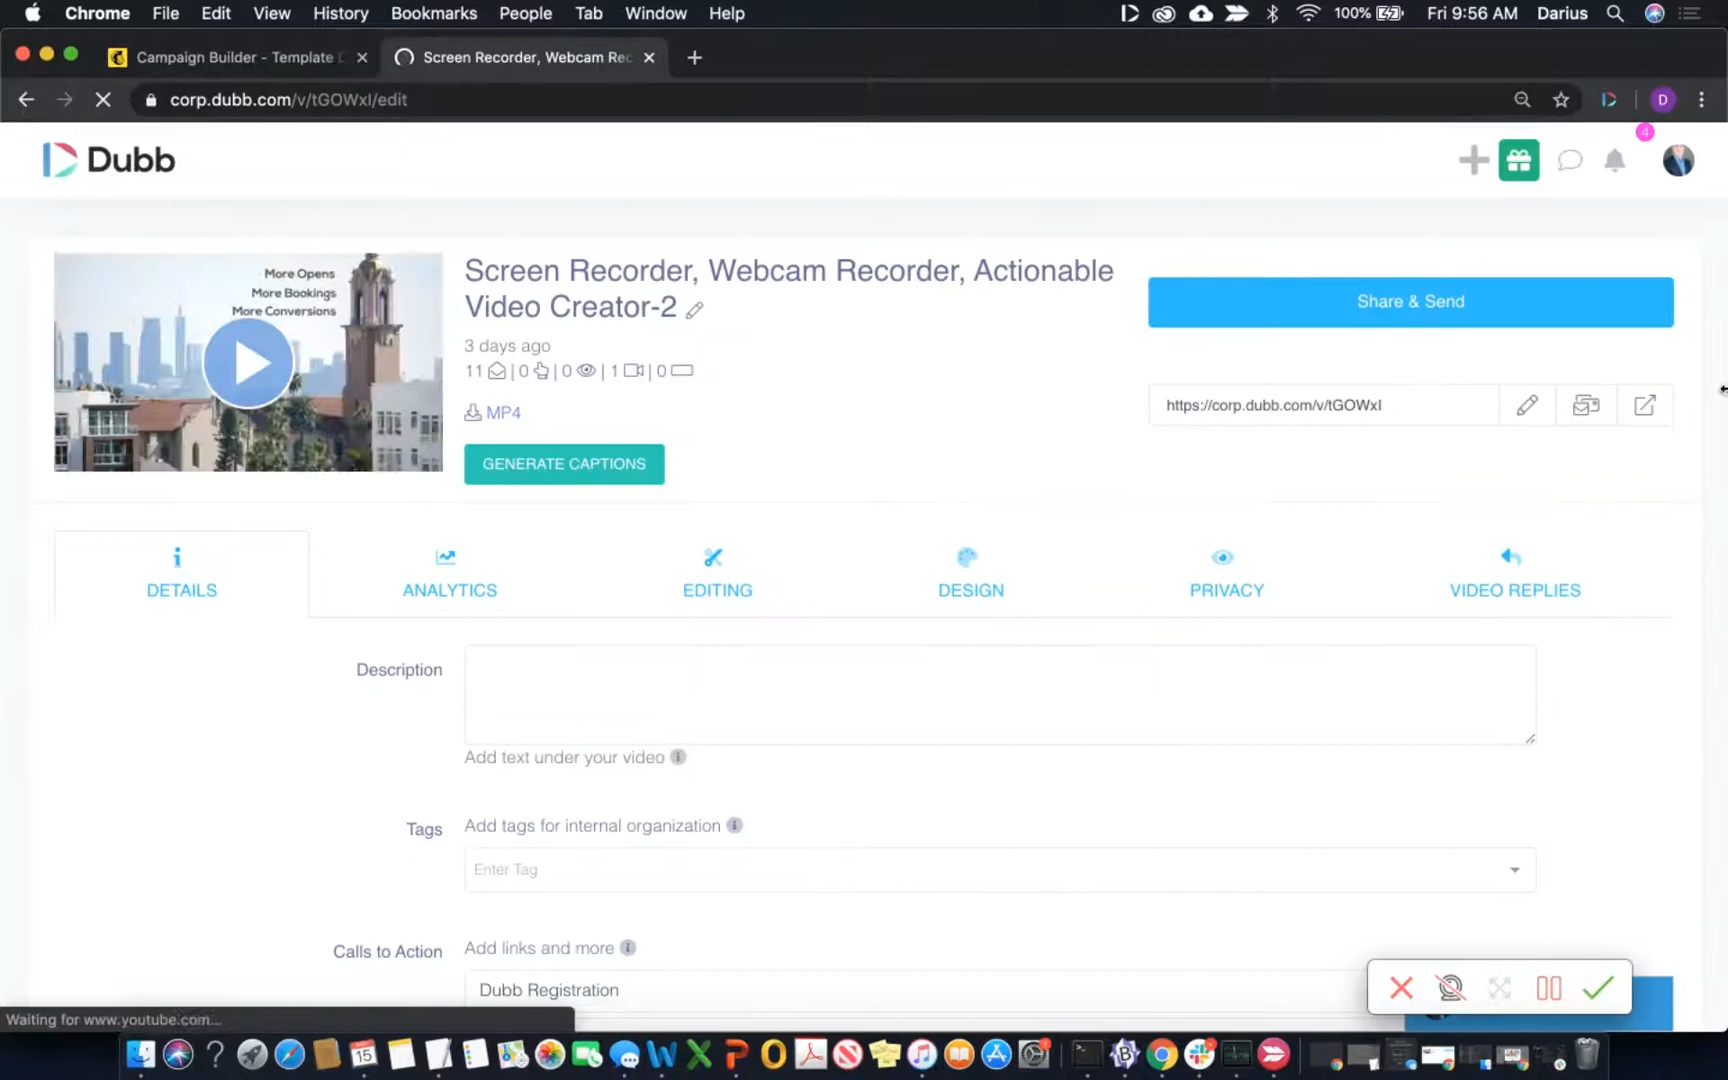 Chrome File Edit View History Bookmarks People Tab Window Help 100% Fri 9:56 AM Darius
Campaign Builder - Template Screen Recorder, Webcam Rec
corp.dubb.com/v/tGOWxI/edit D
Dubb 4
More Opens
More Bookings
More Conversions
Screen Recorder, Webcam Recorder, Actionable
Video Creator-2
3 days ago
11 | 0 | 0 | 1 | 0
MP4
GENERATE CAPTIONS
Share & Send
https://corp.dubb.com/v/tGOWxI
DETAILS ANALYTICS EDITING DESIGN PRIVACY VIDEO REPLIES
Description
Add text under your video
Tags Add tags for internal organization
Enter Tag
Calls to Action Add links and more
Dubb Registration
Waiting for www.youtube.com...
15